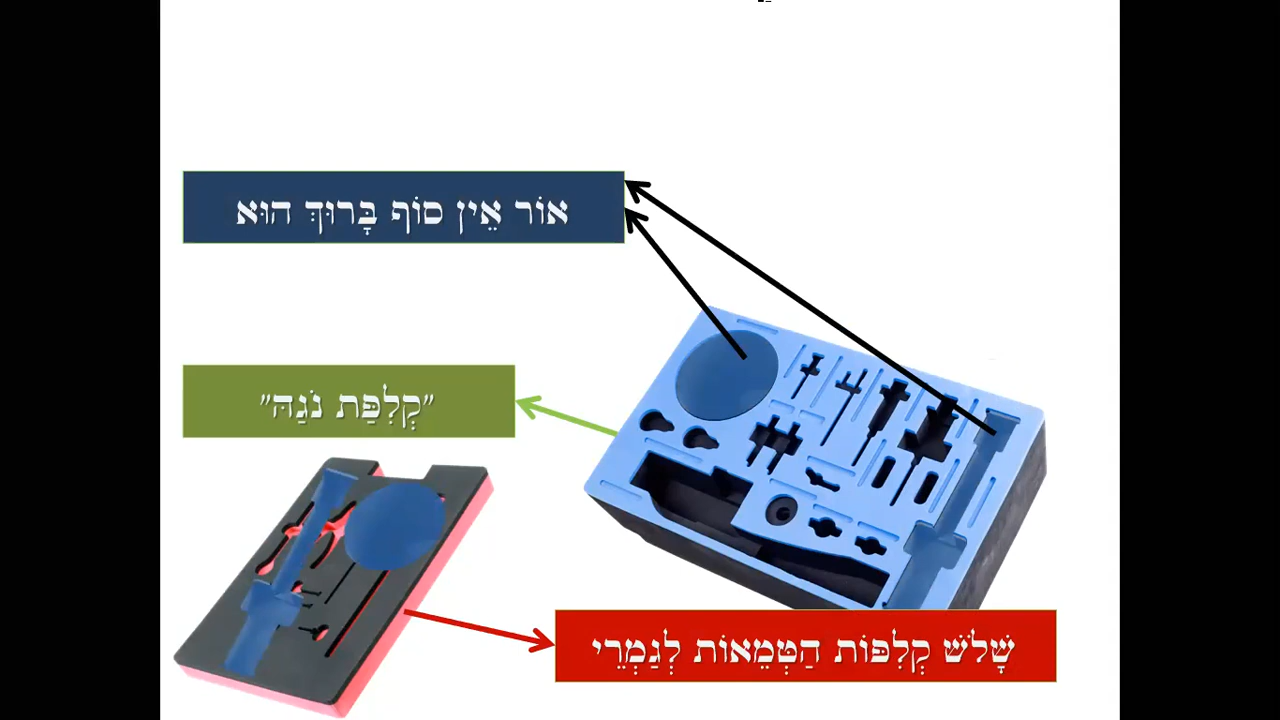 אוֹר אֵין סוֹף בָּרוּךְ הוּא
"קְלִפַּת נֹגַהּ"
שָׁלֹשׁ קְלִפּוֹת הַטְּמֵאוֹת לְגַמְרֵי